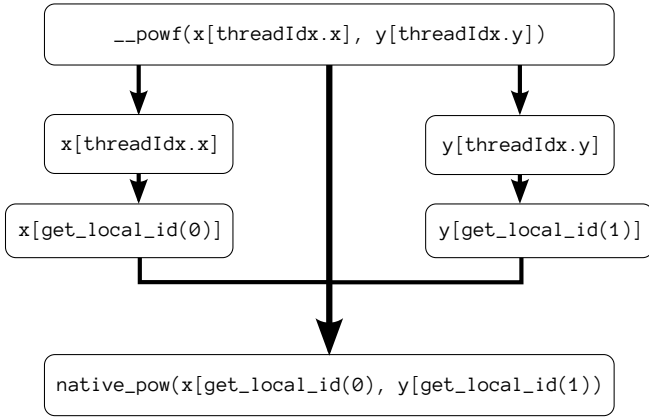 __powf(x[threadIdx.x], y[threadIdx.y])
x[threadIdx.x]
y[threadIdx.y]
x[get_local_id(0)]
y[get_local_id(1)]
native_pow(x[get_local_id(0), y[get_local_id(1))